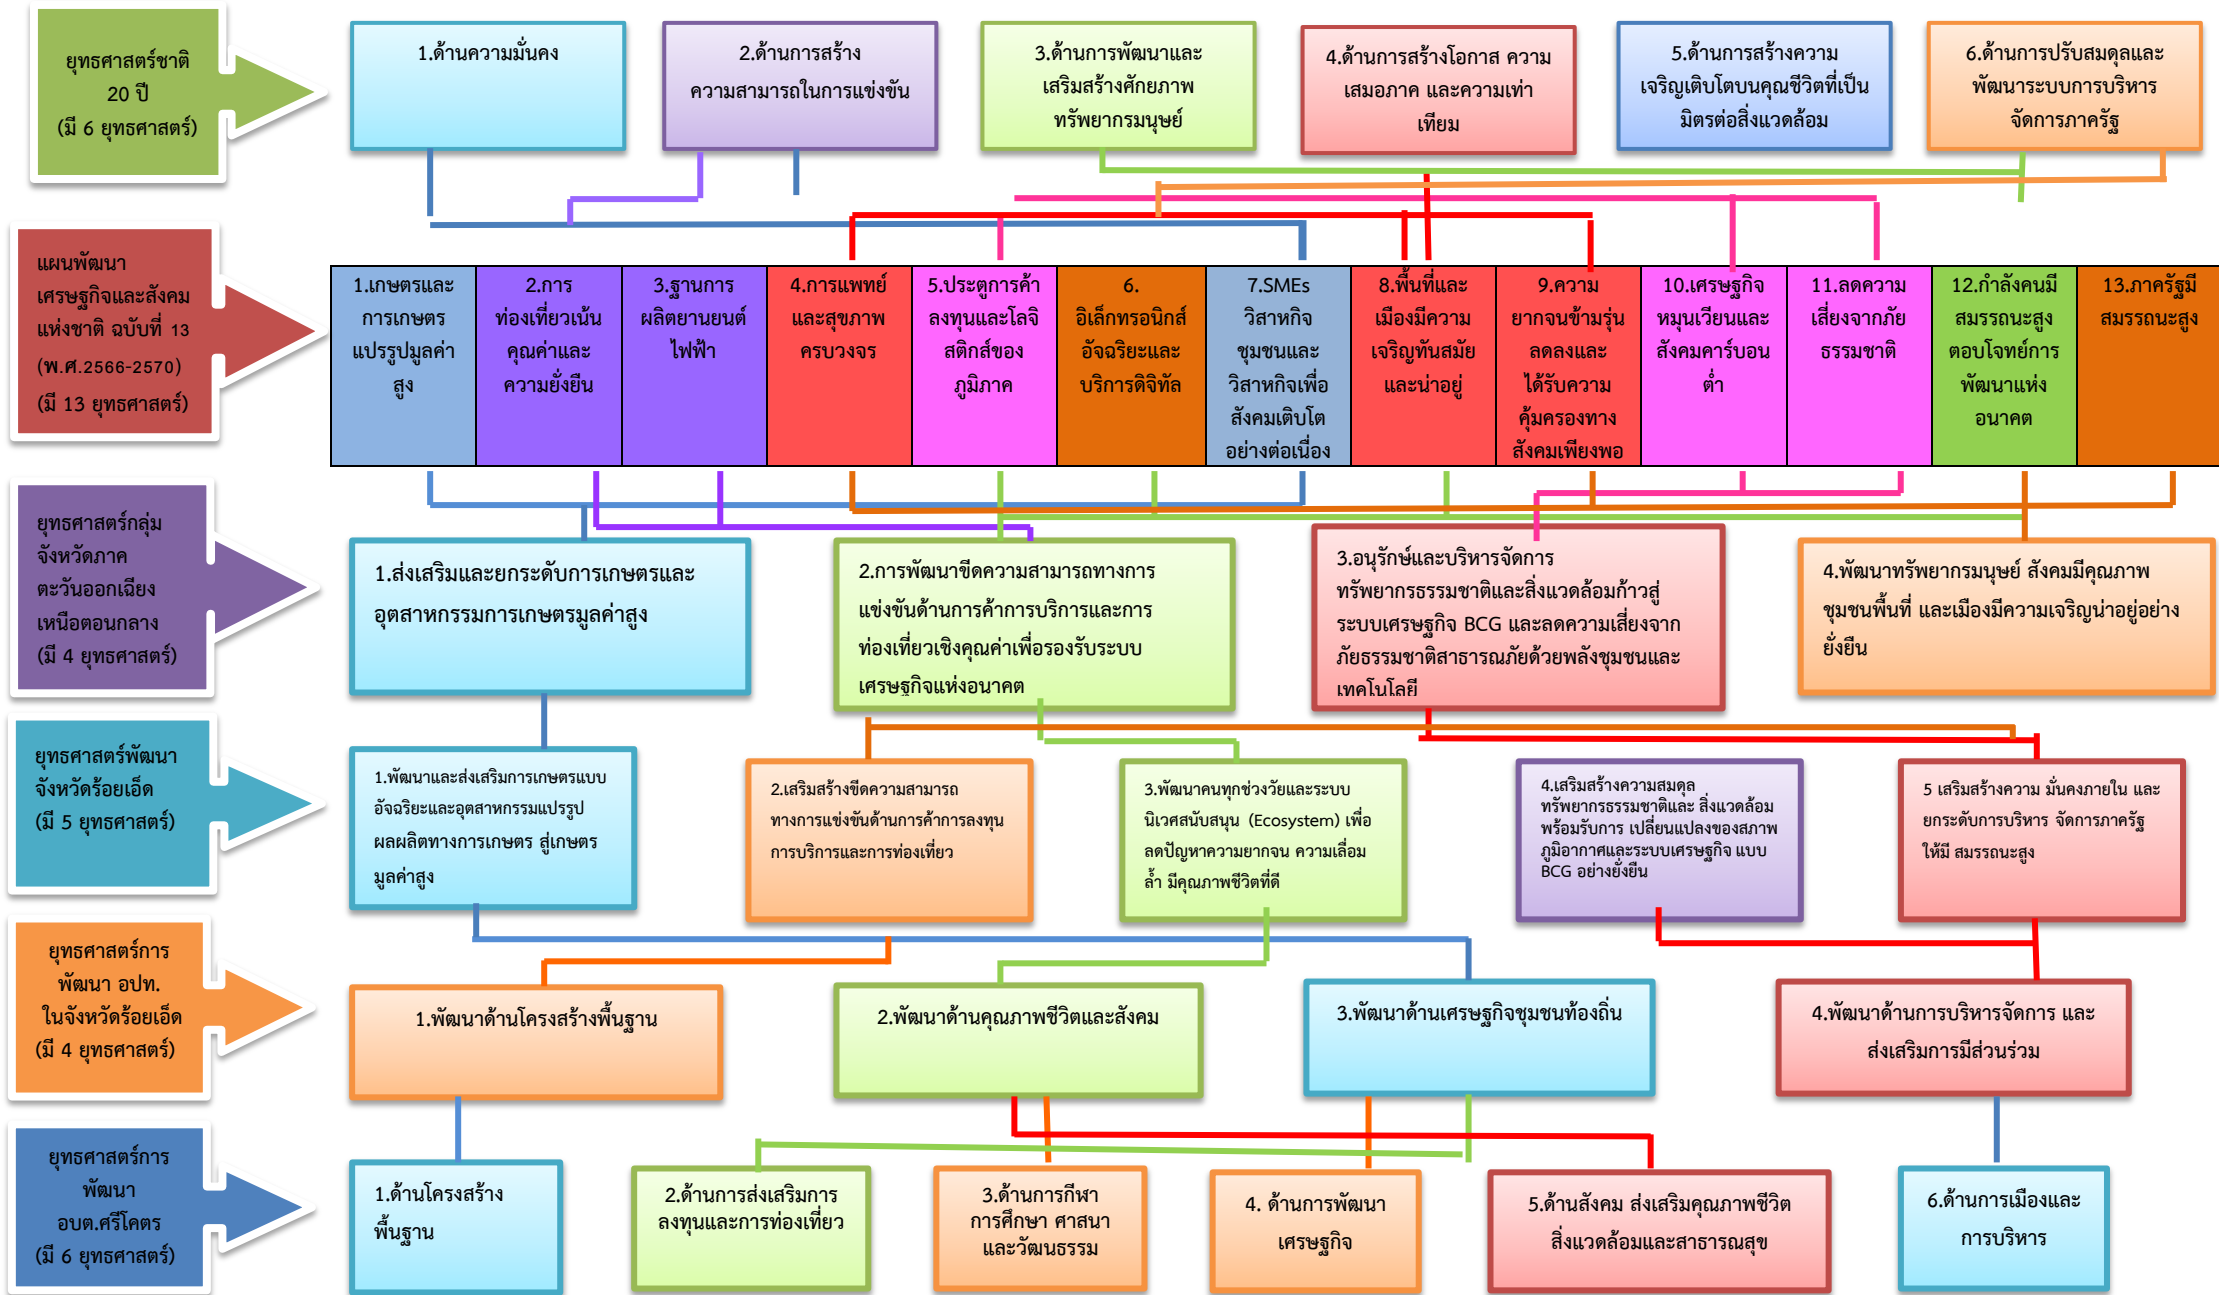 ยุทธศาสตร์ชาติ
20 ปี
(มี 6 ยุทธศาสตร์)
1.ด้านความมั่นคง
2.ด้านการสร้าง
ความสามารถในการแข่งขัน
3.ด้านการพัฒนาและ
เสริมสร้างศักยภาพ
ทรัพยากรมนุษย์
4.ด้านการสร้างโอกาส ความ
เสมอภาค และความเท่า
เทียม
5.ด้านการสร้างความ
เจริญเติบโตบนคุณชีวิตที่เป็น
มิตรต่อสิ่งแวดล้อม
6.ด้านการปรับสมดุลและ
พัฒนาระบบการบริหาร
จัดการภาครัฐ
แผนพัฒนา
เศรษฐกิจและสังคม
แห่งชาติ ฉบับที่ 13
(พ.ศ.2566-2570)
(มี 13 ยุทธศาสตร์)
1.เกษตรและ
การเกษตร
แปรรูปมูลค่า
สูง
2.การ
ท่องเที่ยวเน้น
คุณค่าและ
ความยั่งยืน
3.ฐานการ
ผลิตยานยนต์
ไฟฟ้า
4.การแพทย์
และสุขภาพ
ครบวงจร
5.ประตูการค้า
ลงทุนและโลจิ
สติกส์ของ
ภูมิภาค
6.
อิเล็กทรอนิกส์
อัจฉริยะและ
บริการดิจิทัล
7.SMEs
วิสาหกิจ
ชุมชนและ
วิสาหกิจเพื่อ
สังคมเติบโต
อย่างต่อเนื่อง
8.พื้นที่และ
เมืองมีความ
เจริญทันสมัย
และน่าอยู่
9.ความ
ยากจนข้ามรุ่น
ลดลงและ
ได้รับความ
คุ้มครองทาง
สังคมเพียงพอ
10.เศรษฐกิจ
หมุนเวียนและ
สังคมคาร์บอน
ต่ำ
11.ลดความ
เสี่ยงจากภัย
ธรรมชาติ
12.กำลังคนมี
สมรรถนะสูง
ตอบโจทย์การ
พัฒนาแห่ง
อนาคต
13.ภาครัฐมี
สมรรถนะสูง
ยุทธศาสตร์กลุ่ม
จังหวัดภาค
ตะวันออกเฉียง
เหนือตอนกลาง
(มี 4 ยุทธศาสตร์)
1.ส่งเสริมและยกระดับการเกษตรและ
อุตสาหกรรมการเกษตรมูลค่าสูง
2.การพัฒนาขีดความสามารถทางการ
แข่งขันด้านการค้าการบริการและการ
ท่องเที่ยวเชิงคุณค่าเพื่อรองรับระบบ
เศรษฐกิจแห่งอนาคต
3.อนุรักษ์และบริหารจัดการ
ทรัพยากรธรรมชาติและสิ่งแวดล้อมก้าวสู่
ระบบเศรษฐกิจ BCG และลดความเสี่ยงจาก
ภัยธรรมชาติสาธารณภัยด้วยพลังชุมชนและ
เทคโนโลยี
4.พัฒนาทรัพยากรมนุษย์ สังคมมีคุณภาพ
ชุมชนพื้นที่ และเมืองมีความเจริญน่าอยู่อย่าง
ยั่งยืน
ยุทธศาสตร์พัฒนา
จังหวัดร้อยเอ็ด
(มี 5 ยุทธศาสตร์)
1.พัฒนาและส่งเสริมการเกษตรแบบ
อัจฉริยะและอุตสาหกรรมแปรรูป
ผลผลิตทางการเกษตร สู่เกษตร
มูลค่าสูง
2.เสริมสร้างขีดความสามารถ
ทางการแข่งขันด้านการค้าการลงทุน
การบริการและการท่องเที่ยว
3.พัฒนาคนทุกช่วงวัยและระบบ
นิเวศสนับสนุน (Ecosystem) เพื่อ
ลดปัญหาความยากจน ความเลื่อม
ล้ำ มีคุณภาพชีวิตที่ดี
4.เสริมสร้างความสมดุล
ทรัพยากรธรรมชาติและ สิ่งแวดล้อม
พร้อมรับการ เปลี่ยนแปลงของสภาพ
ภูมิอากาศและระบบเศรษฐกิจ แบบ
BCG อย่างยั่งยืน
5 เสริมสร้างความ มั่นคงภายใน และ
ยกระดับการบริหาร จัดการภาครัฐ
ให้มี สมรรถนะสูง
ยุทธศาสตร์การ
พัฒนา อปท.
ในจังหวัดร้อยเอ็ด
(มี 4 ยุทธศาสตร์)
1.พัฒนาด้านโครงสร้างพื้นฐาน
2.พัฒนาด้านคุณภาพชีวิตและสังคม
3.พัฒนาด้านเศรษฐกิจชุมชนท้องถิ่น
4.พัฒนาด้านการบริหารจัดการ และ
ส่งเสริมการมีส่วนร่วม
ยุทธศาสตร์การ
พัฒนา
อบต.ศรีโคตร
(มี 6 ยุทธศาสตร์)
1.ด้านโครงสร้าง
พื้นฐาน
2.ด้านการส่งเสริมการ
ลงทุนและการท่องเที่ยว
3.ด้านการกีฬา
การศึกษา ศาสนา
และวัฒนธรรม
4. ด้านการพัฒนา
เศรษฐกิจ
5.ด้านสังคม ส่งเสริมคุณภาพชีวิต
สิ่งแวดล้อมและสาธารณสุข
6.ด้านการเมืองและ
การบริหาร